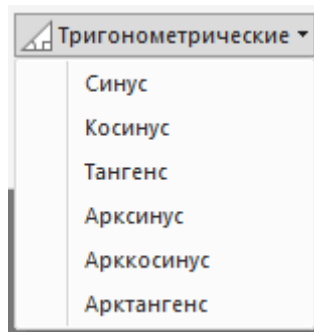 Тригонометрические
Синус
Косинус
Тангенс
Арксинус
Арккосинус
Арктангенс